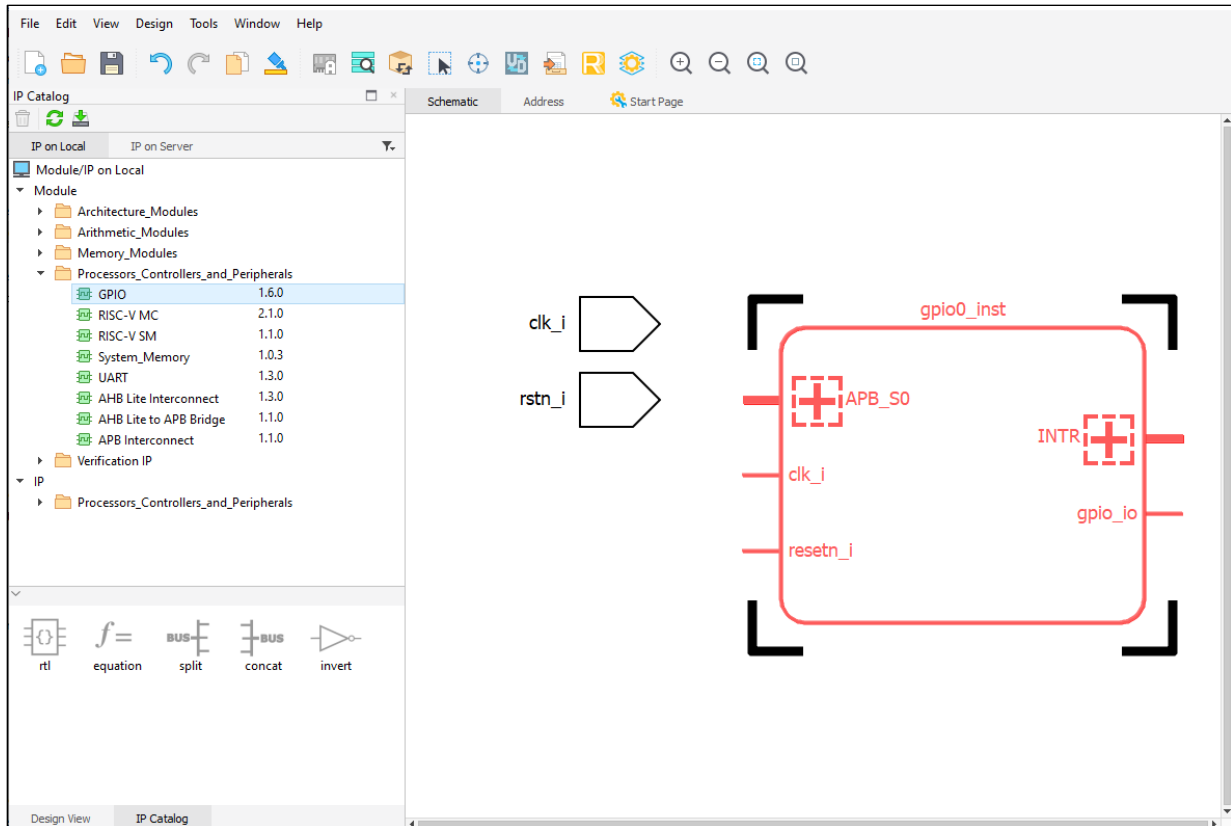 File Edit View Design Tools Window Help
IP Catalog
Schematic Address Start Page
IP on Local IP on Server
Module/IP on Local
Module
Architecture_Modules
Arithmetic_Modules
Memory_Modules
Processors_Controllers_and_Peripherals
GPIO 1.6.0
RISC-V MC 2.1.0
RISC-V SM 1.1.0
System_Memory 1.0.3
UART 1.3.0
AHB Lite Interconnect 1.3.0
AHB Lite to APB Bridge 1.1.0
APB Interconnect 1.1.0
Verification IP
IP
Processors_Controllers_and_Peripherals
{} f= BUS BUS
rtl equation split concat invert
Design View IP Catalog
clk_i
rstn_i
gpio0_inst
APB_S0
INTR
clk_i
gpio_io
resetn_i